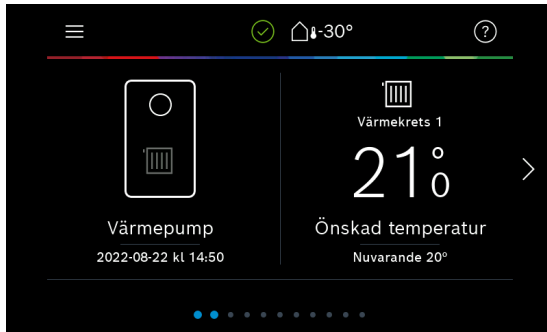 -30°
?
Värmekrets 1
21°0
Värmepump
Önskad temperatur
2022-08-22 kl 14:50
Nuvarande 20°